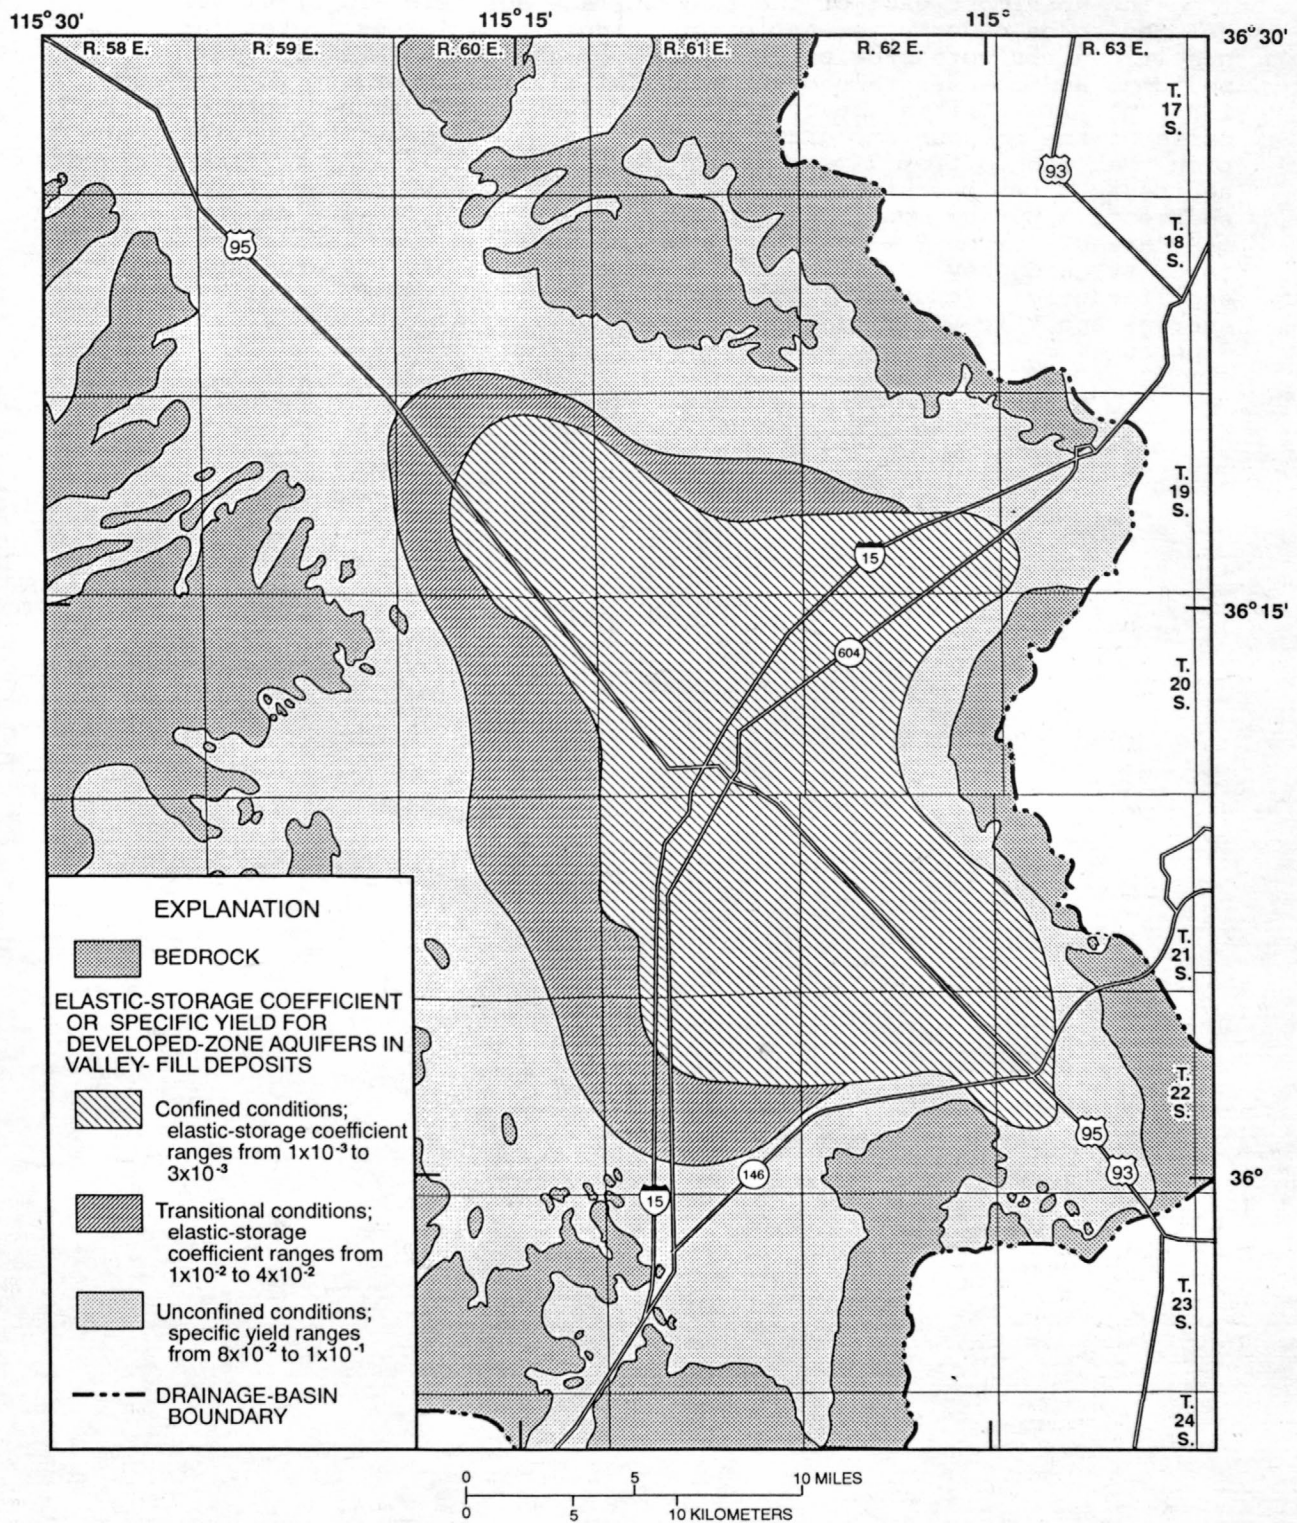 115° 30'
115° 15'
115°
R. 58 E.
R. 59 E.
R. 60 E.
R. 61 E.
R. 62 E.
R. 63 E.
36° 30'
T.
17
S.
93
T.
18
S.
95
T.
19
S.
15
36° 15'
604
T.
20
S.
EXPLANATION
BEDROCK
ELASTIC-STORAGE COEFFICIENT
OR SPECIFIC YIELD FOR
DEVELOPED-ZONE AQUIFERS IN
VALLEY- FILL DEPOSITS
Confined conditions;
elastic-storage coefficient
ranges from 1x10⁻³ to
3x10⁻³
Transitional conditions;
elastic-storage
coefficient ranges from
1x10⁻² to 4x10⁻²
Unconfined conditions;
specific yield ranges
from 8x10⁻² to 1x10⁻¹
DRAINAGE-BASIN
BOUNDARY
T.
21
S.
T.
22
S.
95
93
146
15
36°
T.
23
S.
T.
24
S.
0 5 10 MILES
0 5 10 KILOMETERS